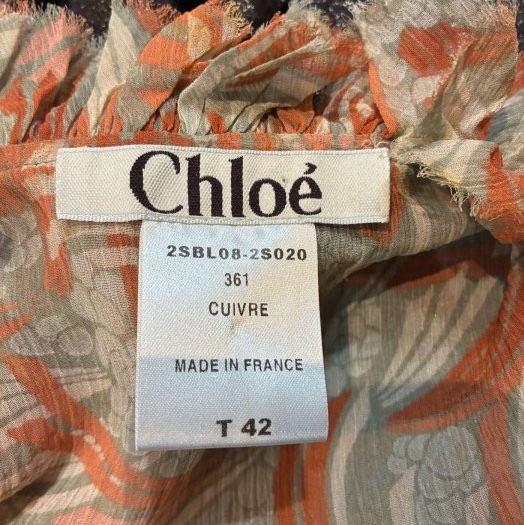 Chloé
2SBL08-2S020
361
CUIVRE
MADE IN FRANCE
T 42